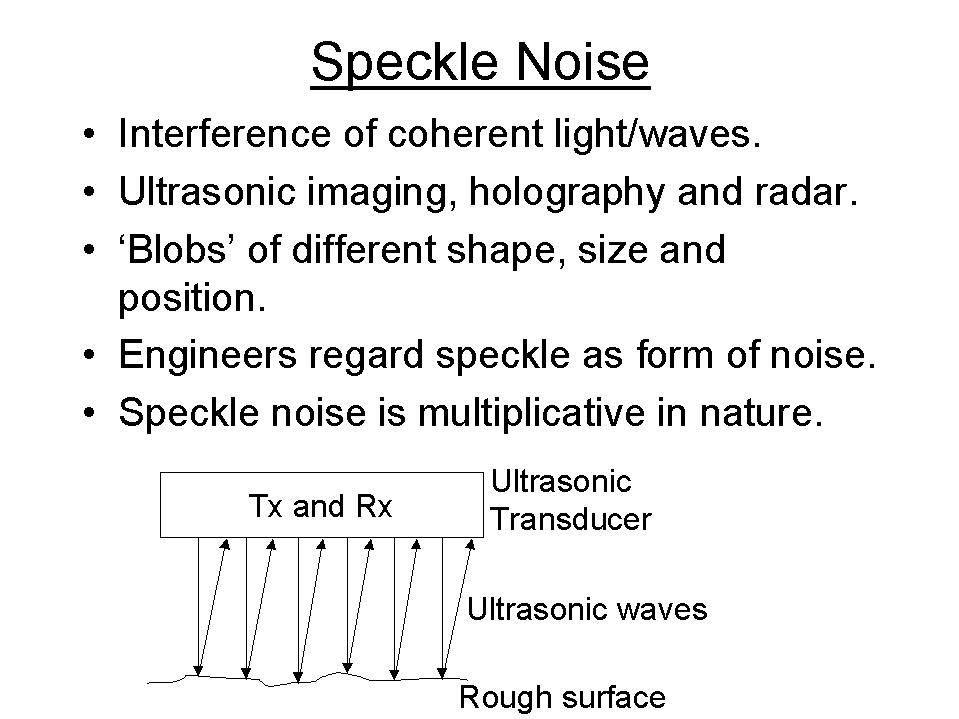 Speckle Noise
• Interference of coherent light/waves.
• Ultrasonic imaging, holography and radar.
• ‘Blobs’ of different shape, size and
position.
• Engineers regard speckle as form of noise.
• Speckle noise is multiplicative in nature.
Ultrasonic
Tx and Rx
Transducer
Ultrasonic waves
Rough surface